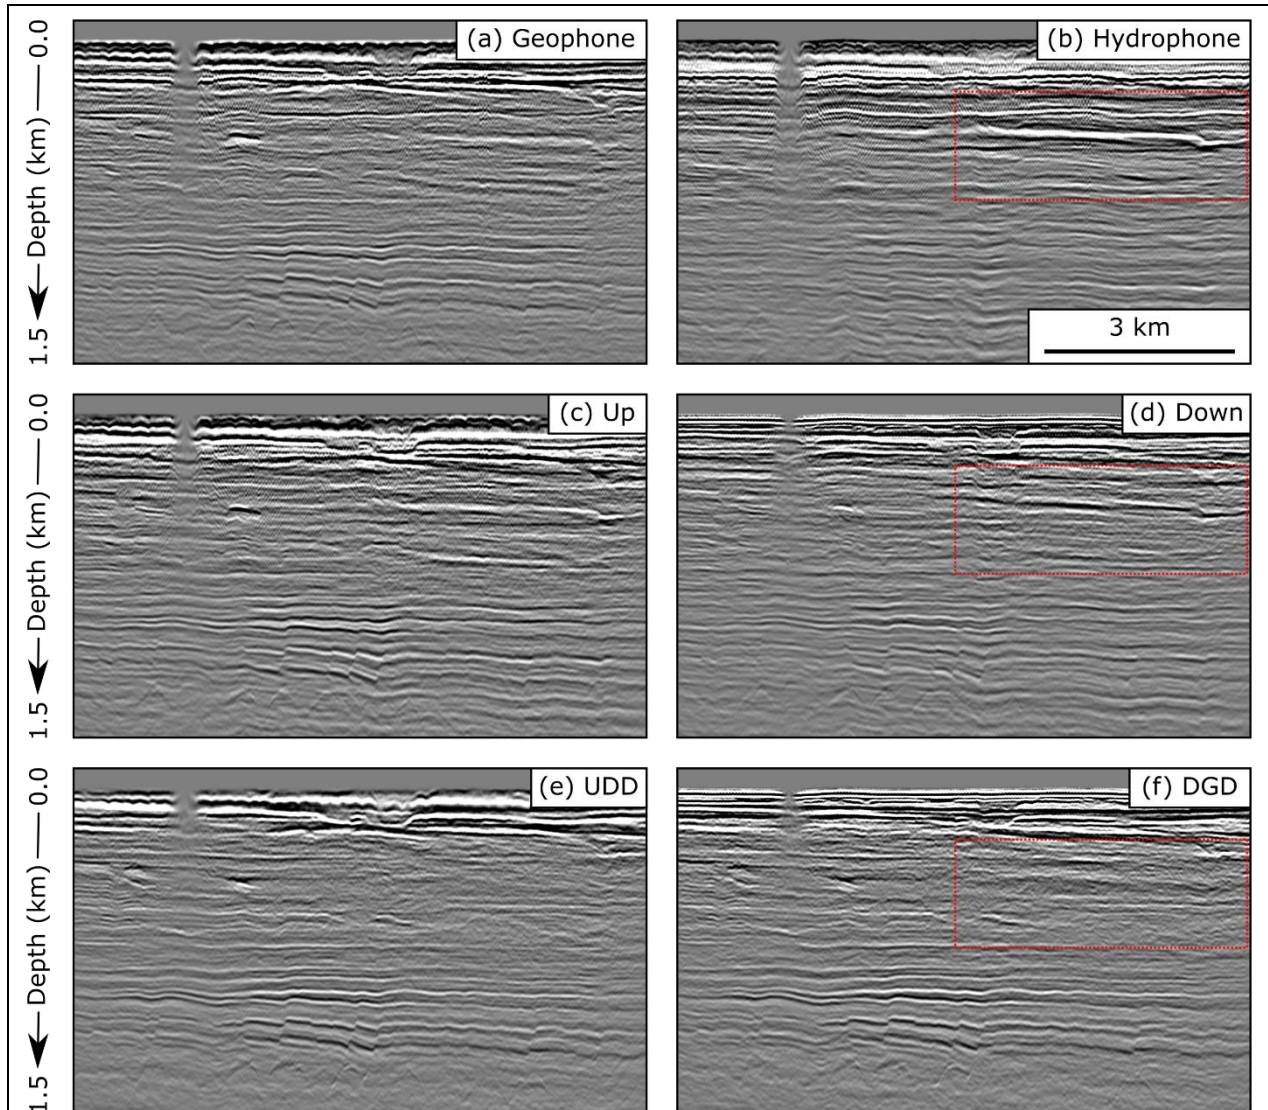 (a) Geophone
(b) Hydrophone
0.0
Depth (km)
1.5
3 km
(c) Up
(d) Down
0.0
Depth (km)
1.5
(e) UDD
(f) DGD
0.0
Depth (km)
1.5